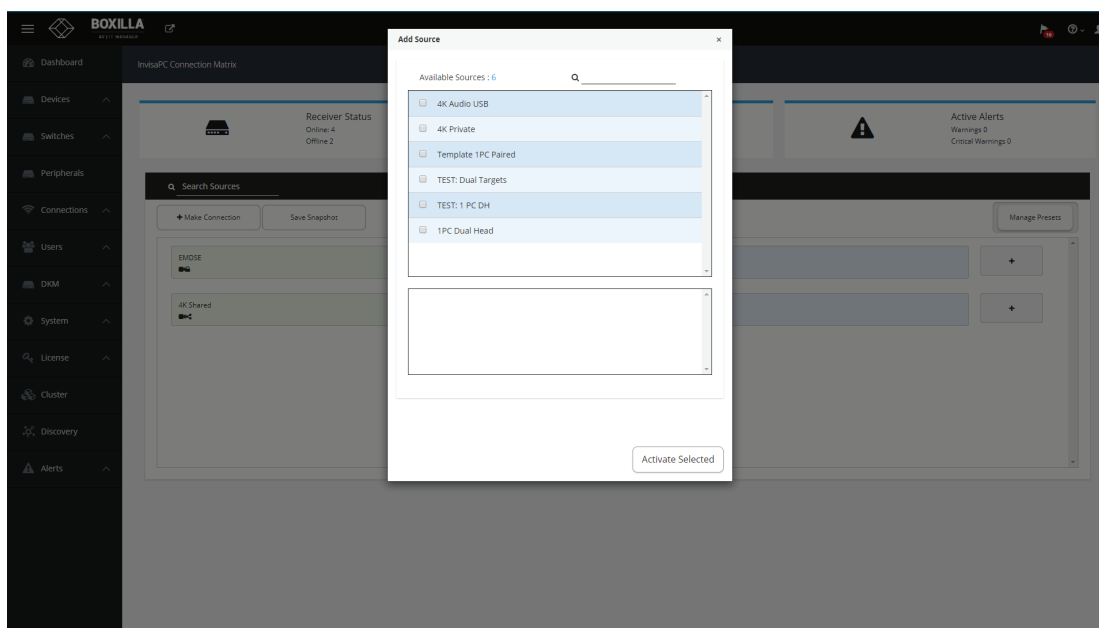 BOXILLA
Add Source
×
16
Dashboard
InvisaPC Connection Matrix
Available Sources : 6
Devices
4K Audio USB
Receiver Status
Online: 4
Offline 2
Active Alerts
Warnings 0
Critical Warnings 0
4K Private
Switches
Template 1PC Paired
Peripherals
TEST: Dual Targets
Search Sources
Connections
TEST: 1 PC DH
+ Make Connection
Save Snapshot
Manage Presets
1PC Dual Head
Users
EMDSE
+
DKM
4K Shared
+
System
License
Cluster
Discovery
Activate Selected
Alerts